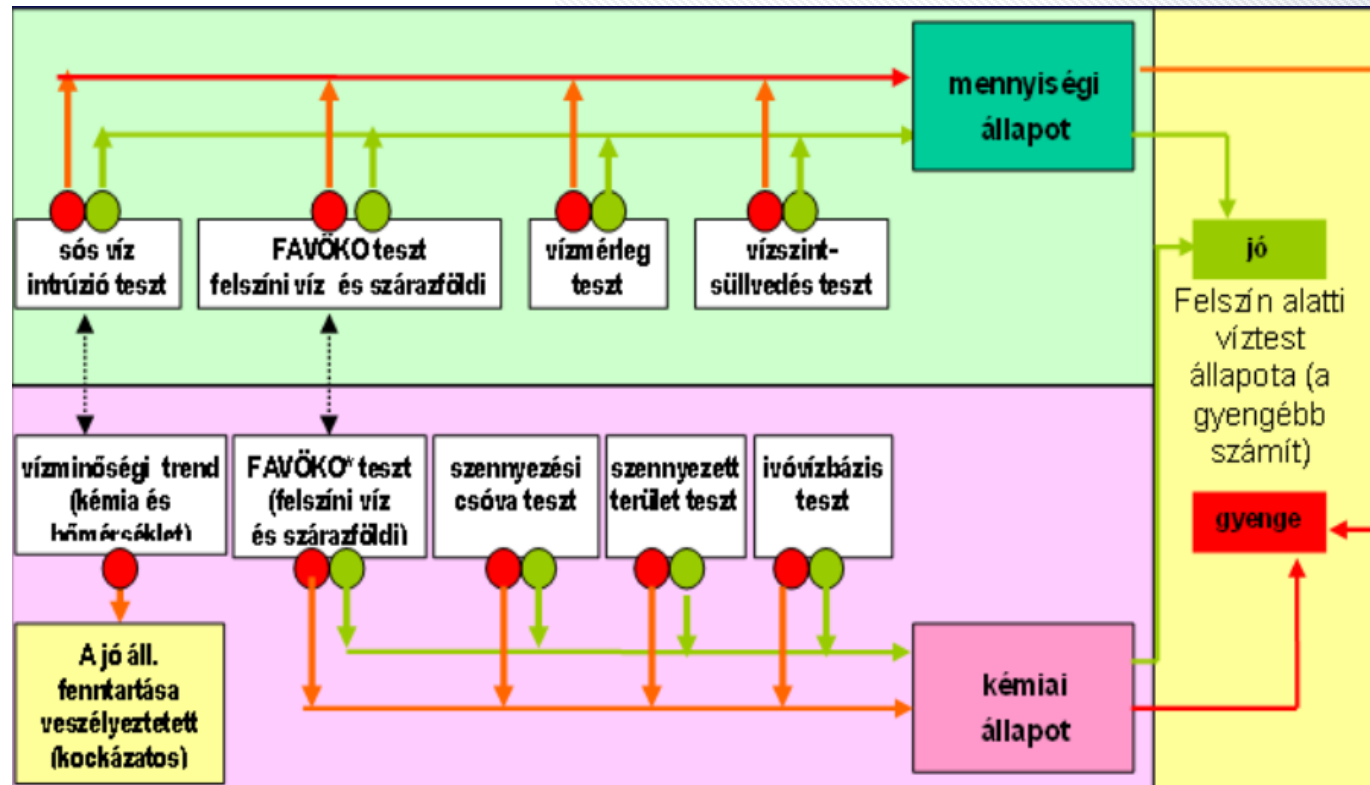 mennyiségi
állapot
sós víz
intrúzió teszt
FAVÖKO teszt
felszíni víz és szárazföldi
vízmérleg
teszt
vízszint-
süllvedés teszt
jó
Felszín alatti
víztest
állapota (a
gyengébb
számít)
gyenge
vízminőségi trend
(kémia és
hőmérséklet)
FAVÖKO* teszt
(felszíni víz
és szárazföldi)
szennyezési
csóva teszt
szennyezett
terület teszt
ivóvízbázis
teszt
A jó áll.
fenntartása
veszélyeztetett
(kockázatos)
kémiai
állapot